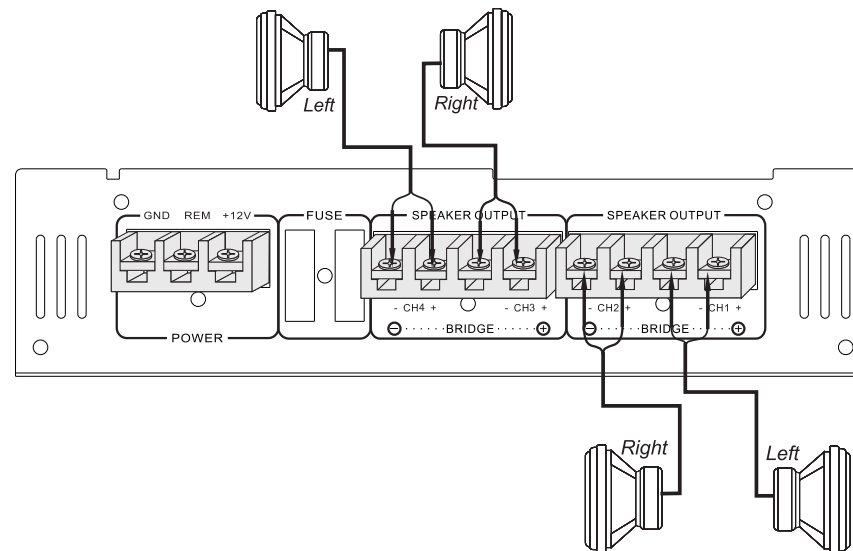 Left
Right
GND REM +12V
FUSE
SPEAKER OUTPUT
SPEAKER OUTPUT
- CH4 +
- CH3 +
- CH2 +
- CH1 +
POWER
⊖ ······ BRIDGE ······ ⊕
⊖ ······ BRIDGE ······ ⊕
Right
Left